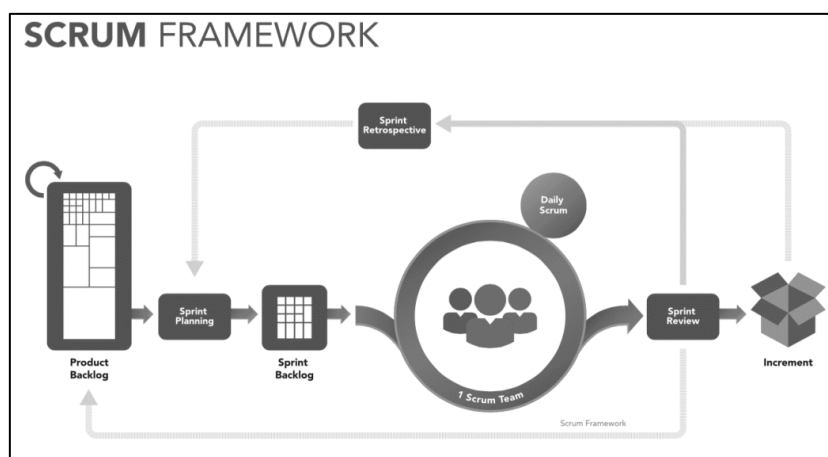 SCRUM FRAMEWORK
Sprint
Retrospective
Daily
Scrum
Sprint
Planning
Sprint
Review
Product
Backlog
Sprint
Backlog
1 Scrum Team
Increment
Scrum Framework